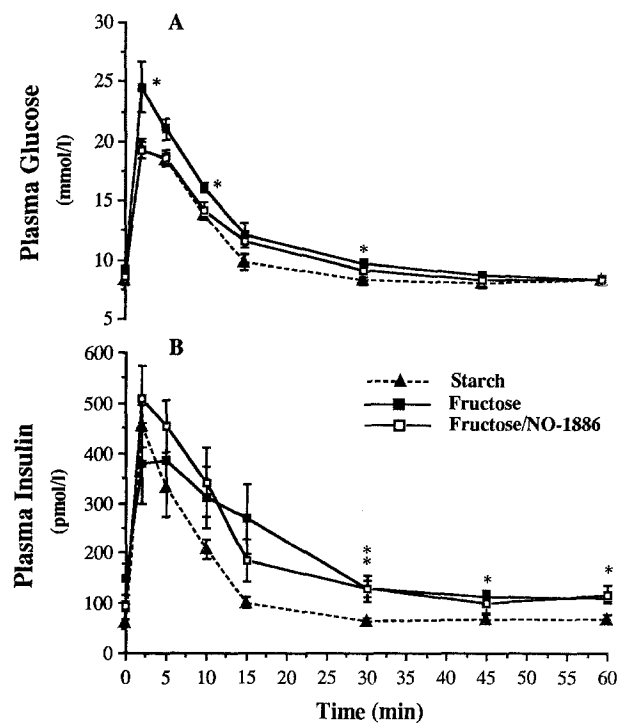 A
30
25
20
15
10
5
Plasma Glucose
(mmol/l)
*
*
*
B
600
500
400
300
200
100
0
Plasma Insulin
(pmol/l)
Starch
Fructose
Fructose/NO-1886
*
*
*
*
0 5 10 15 20 25 30 35 40 45 50 55 60
Time (min)